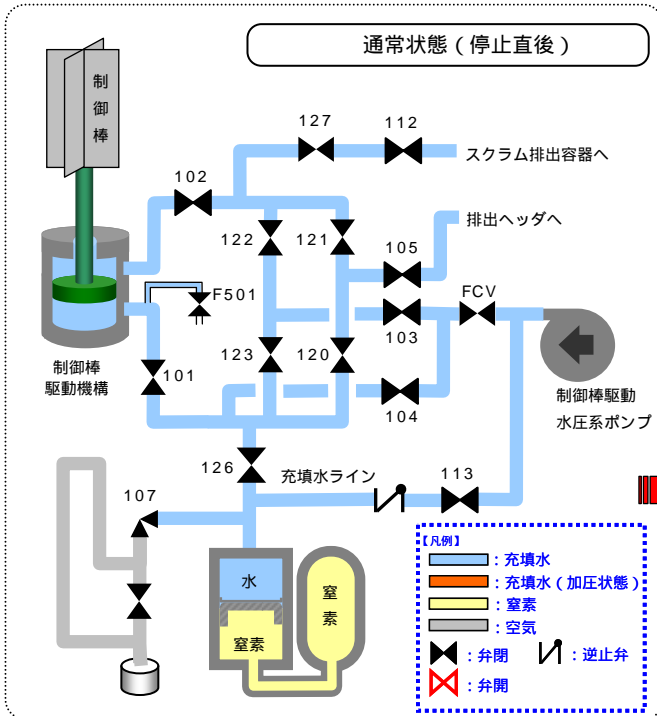 通常状態（停止直後）
制
御
棒
127
112
スクラム排出容器へ
102
排出ヘッダへ
122
121
105
FCV
F501
103
123
120
101
制御棒
駆動機構
104
制御棒駆動
水圧系ポンプ
126
充填水ライン
113
107
水
窒素
窒
素
【凡例】
：充填水
：充填水（加圧状態）
：窒素
：空気
：弁閉
：逆止弁
：弁開